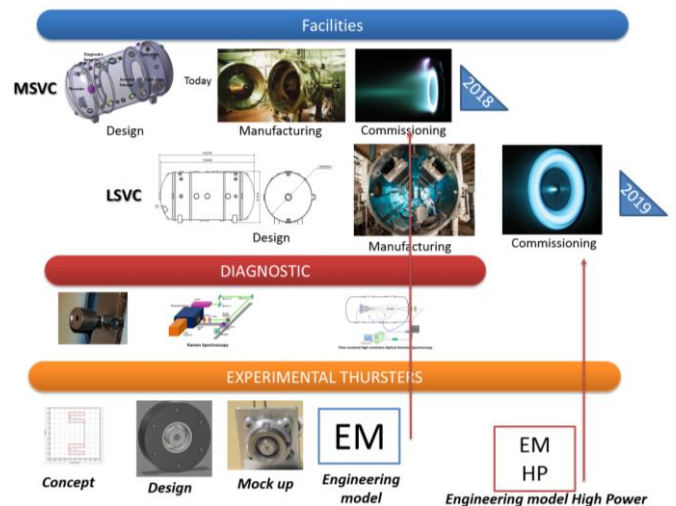 Facilities
MSVC
Today
Design
Manufacturing
Commissioning
2018
LSVC
Design
Manufacturing
Commissioning
2019
DIAGNOSTIC
Raman Spectroscopy
EXPERIMENTAL THURSTERS
EM
EM
HP
Concept
Design
Mock up
Engineering
model
Engineering model High Power